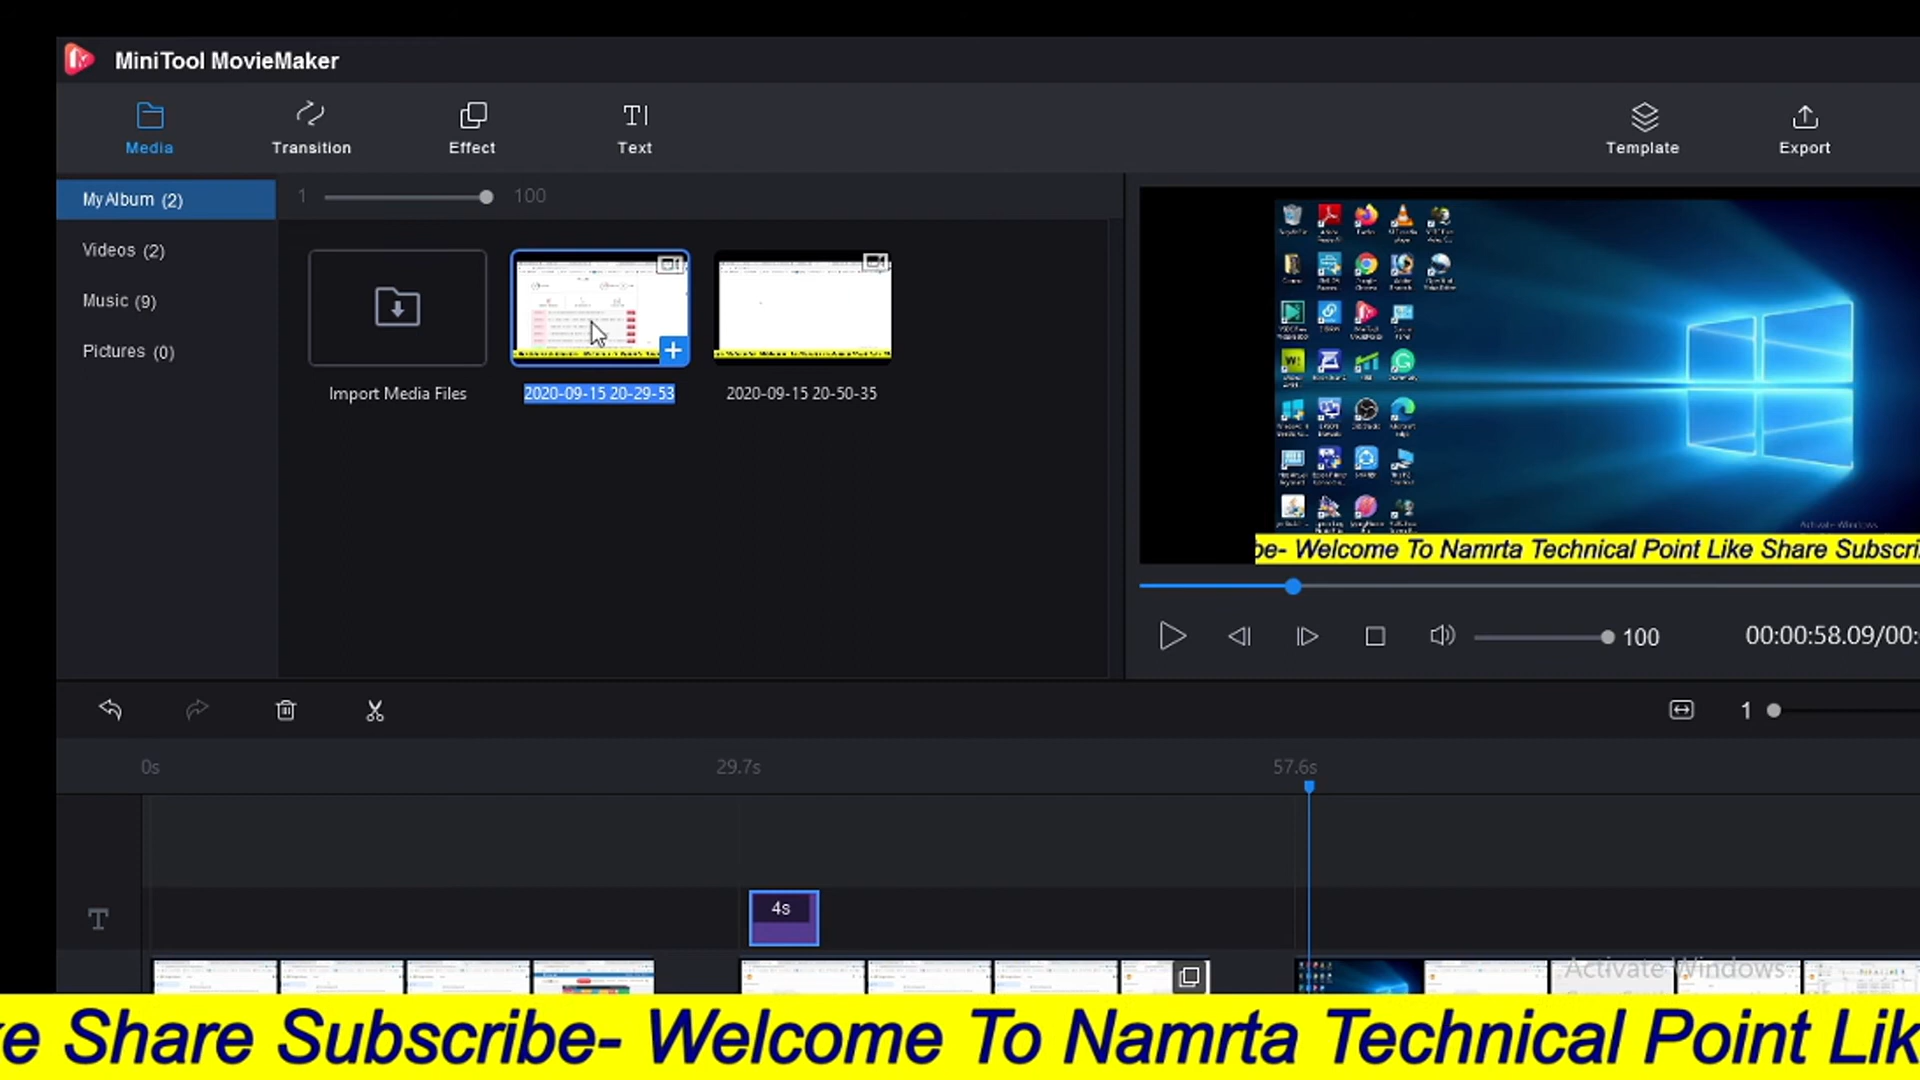 MiniTool MovieMaker
Media
Transition
Effect
Text
Template
Export
My Album (2)
1
100
Videos (2)
Music (9)
Pictures (0)
Import Media Files
2020-09-15 20-29-53
2020-09-15 20-50-35
be- Welcome To Namrta Technical Point Like Share Subscri
100
00:00:58.09/00:
1
0s
29.7s
57.6s
4s
Activate Windows
e Share Subscribe- Welcome To Namrta Technical Point Lik